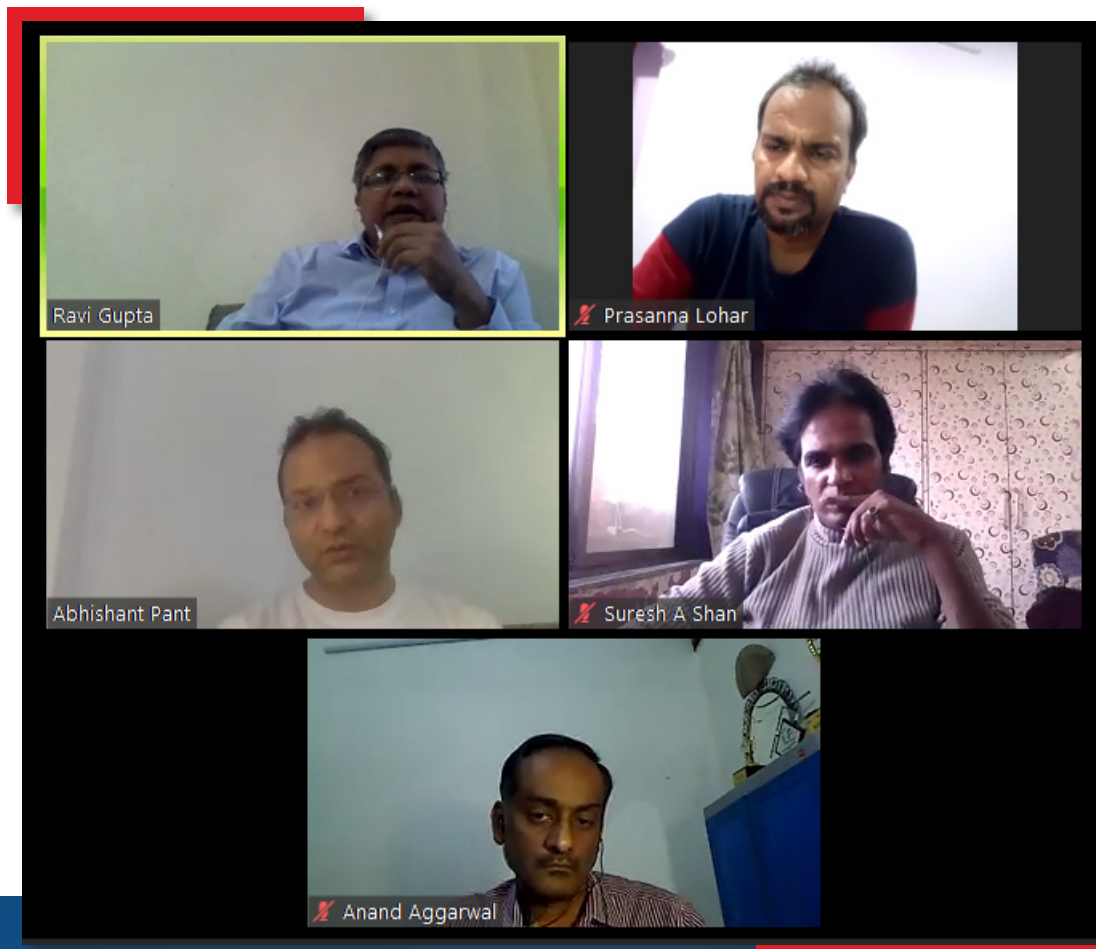 Ravi Gupta
Prasanna Lohar
Abhishant Pant
Suresh A Shan
Anand Aggarwal